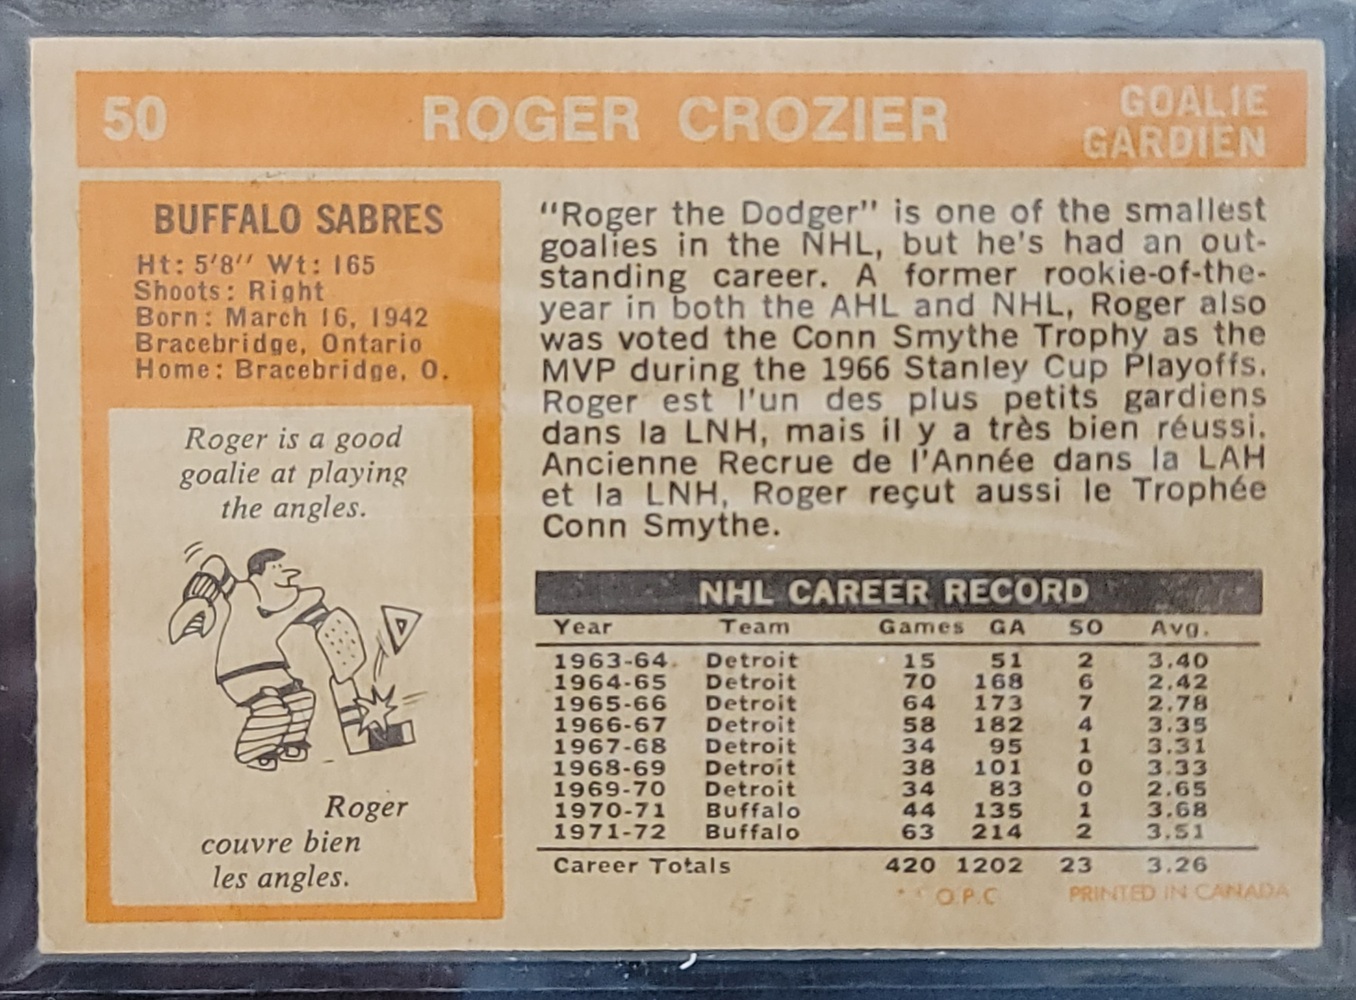 50 ROGER CROZIER GOALIE
GARDIEN
BUFFALO SABRES
Ht: 5'8'' Wt: 165
Shoots: Right
Born: March 16, 1942
Bracebridge, Ontario
Home: Bracebridge, O.
Roger is a good
goalie at playing
the angles.
Roger
couvre bien
les angles.
"Roger the Dodger" is one of the smallest
goalies in the NHL, but he's had an out-
standing career. A former rookie-of-the-
year in both the AHL and NHL, Roger also
was voted the Conn Smythe Trophy as the
MVP during the 1966 Stanley Cup Playoffs.
Roger est l'un des plus petits gardiens
dans la LNH, mais il y a très bien réussi.
Ancienne Recrue de l'Année dans la LAH
et la LNH, Roger reçut aussi le Trophée
Conn Smythe.
NHL CAREER RECORD
Year Team Games GA SO Avg.
1963-64 Detroit 15 51 2 3.40
1964-65 Detroit 70 168 6 2.42
1965-66 Detroit 64 173 7 2.78
1966-67 Detroit 58 182 4 3.35
1967-68 Detroit 34 95 1 3.31
1968-69 Detroit 38 101 0 3.33
1969-70 Detroit 34 83 0 2.65
1970-71 Buffalo 44 135 1 3.68
1971-72 Buffalo 63 214 2 3.51
Career Totals 420 1202 23 3.26
* * O.P.C PRINTED IN CANADA